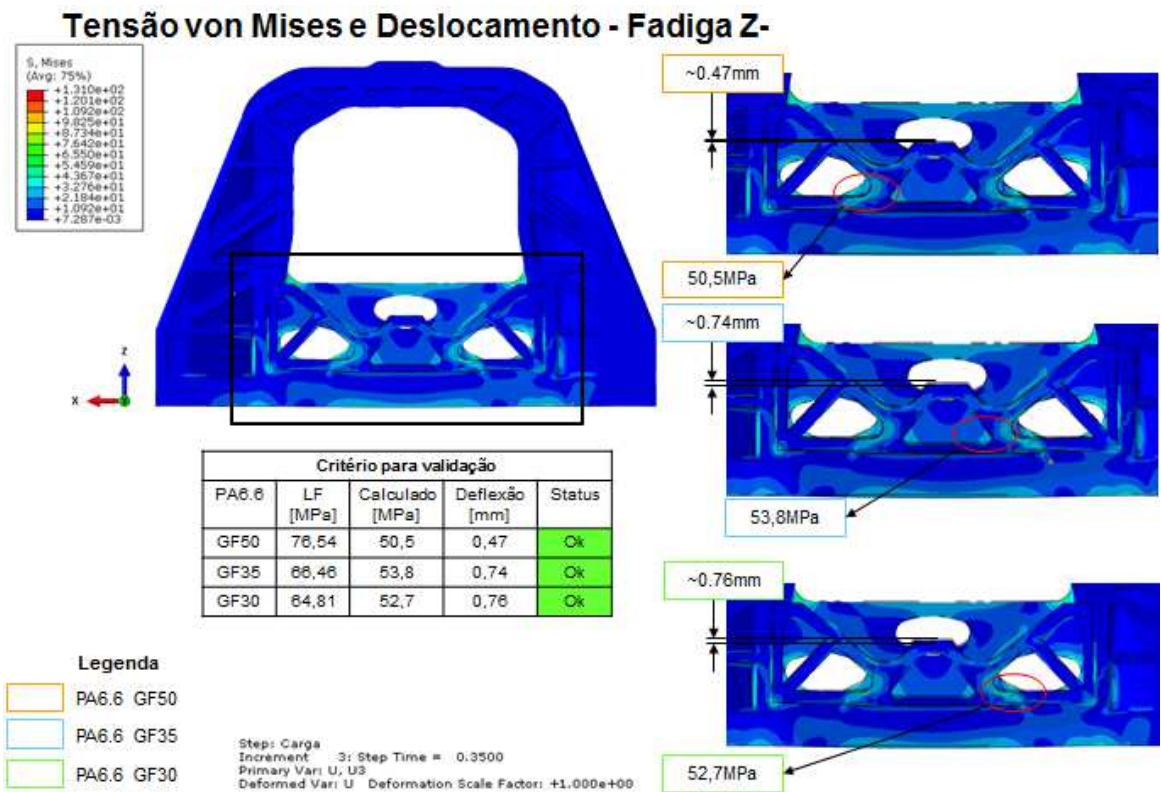 Tensão von Mises e Deslocamento - Fadiga Z-
S, Mises
(Avg: 75%)
+1.310e+02
+1.201e+02
+1.092e+02
+9.825e+01
+8.734e+01
+7.642e+01
+6.550e+01
+5.459e+01
+4.367e+01
+3.276e+01
+2.184e+01
+1.092e+01
+7.287e-03
z
x
~0.47mm
50,5MPa
~0.74mm
53,8MPa
~0.76mm
52,7MPa
Critério para validação
PA6.6 LF [MPa] Calculado [MPa] Deflexão [mm] Status
GF50 76,54 50,5 0,47 Ok
GF35 66,46 53,8 0,74 Ok
GF30 64,81 52,7 0,76 Ok
Legenda
PA6.6 GF50
PA6.6 GF35
PA6.6 GF30
Step: Carga
Increment 3: Step Time = 0.3500
Primary Var: U, U3
Deformed Var: U Deformation Scale Factor: +1.000e+00